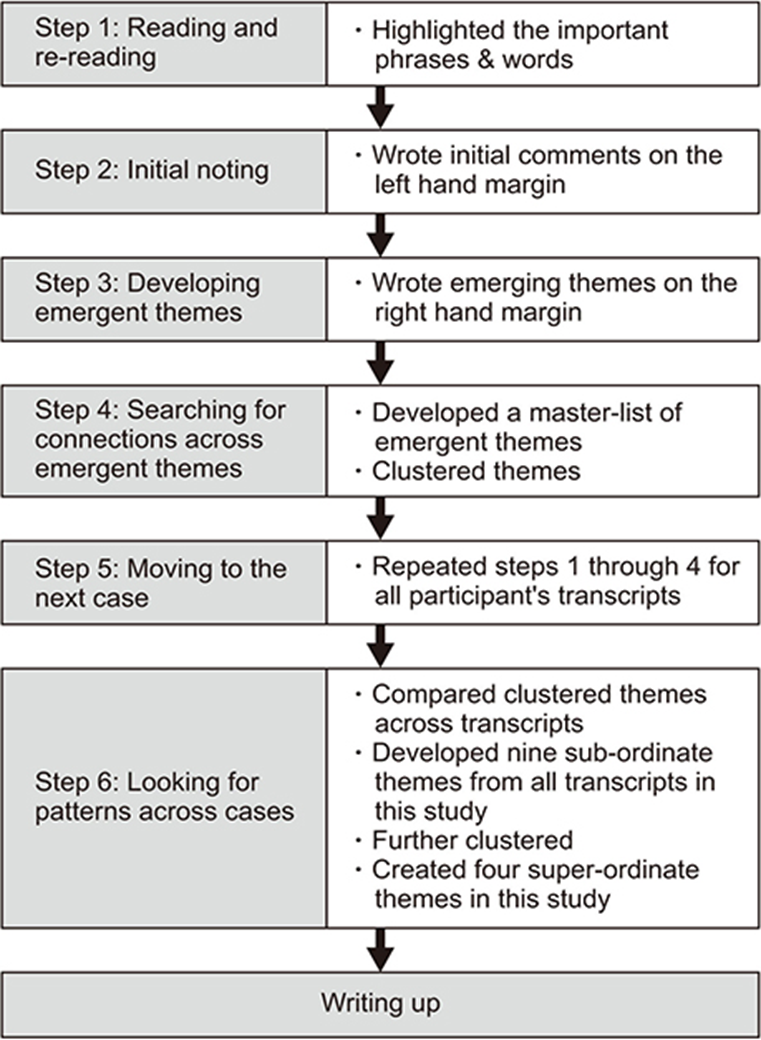 Step 1: Reading and
re-reading
· Highlighted the important
phrases & words
Step 2: Initial noting
· Wrote initial comments on the
left hand margin
Step 3: Developing
emergent themes
· Wrote emerging themes on the
right hand margin
Step 4: Searching for
connections across
emergent themes
· Developed a master-list of
emergent themes
· Clustered themes
Step 5: Moving to the
next case
· Repeated steps 1 through 4 for
all participant's transcripts
Step 6: Looking for
patterns across cases
· Compared clustered themes
across transcripts
· Developed nine sub-ordinate
themes from all transcripts in
this study
· Further clustered
· Created four super-ordinate
themes in this study
Writing up